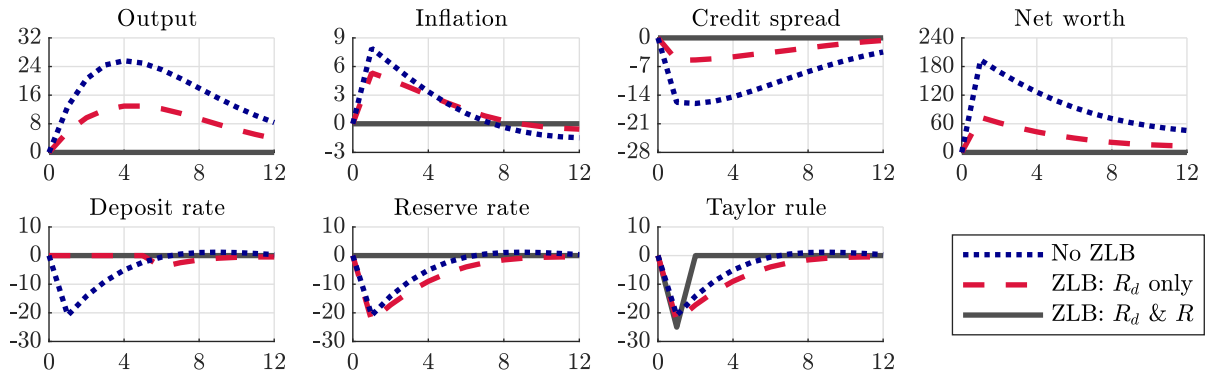 Output
32
24
16
8
0
0 4 8 12
Inflation
9
6
3
0
-3
0 4 8 12
Credit spread
0
-7
-14
-21
-28
0 4 8 12
Net worth
240
180
120
60
0
0 4 8 12
Deposit rate
10
0
-10
-20
-30
0 4 8 12
Reserve rate
10
0
-10
-20
-30
0 4 8 12
Taylor rule
10
0
-10
-20
-30
0 4 8 12
No ZLB
ZLB: R_d only
ZLB: R_d & R